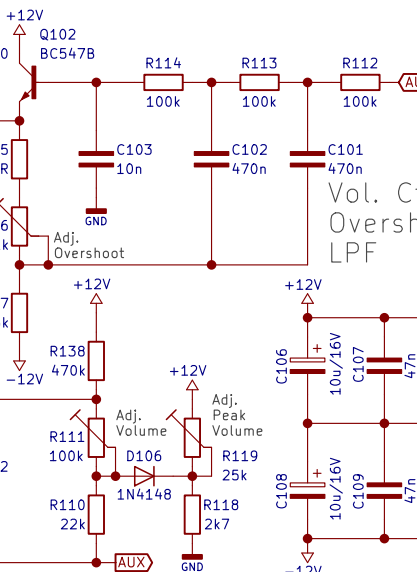 +12V
Q102
BC547B
R114
100k
R113
100k
R112
100k
C103
10n
C102
470n
C101
470n
GND
Adj.
Overshoot
Vol.
LPF
-12V
+12V
R138
470k
+12V
Adj.
Volume
R111
100k
Adj.
Peak
Volume
R119
25k
D106
1N4148
R110
22k
R118
2k7
AUX
GND
+12V
C106
10u/16V
C107
47n
C108
10u/16V
C109
47n
-12V